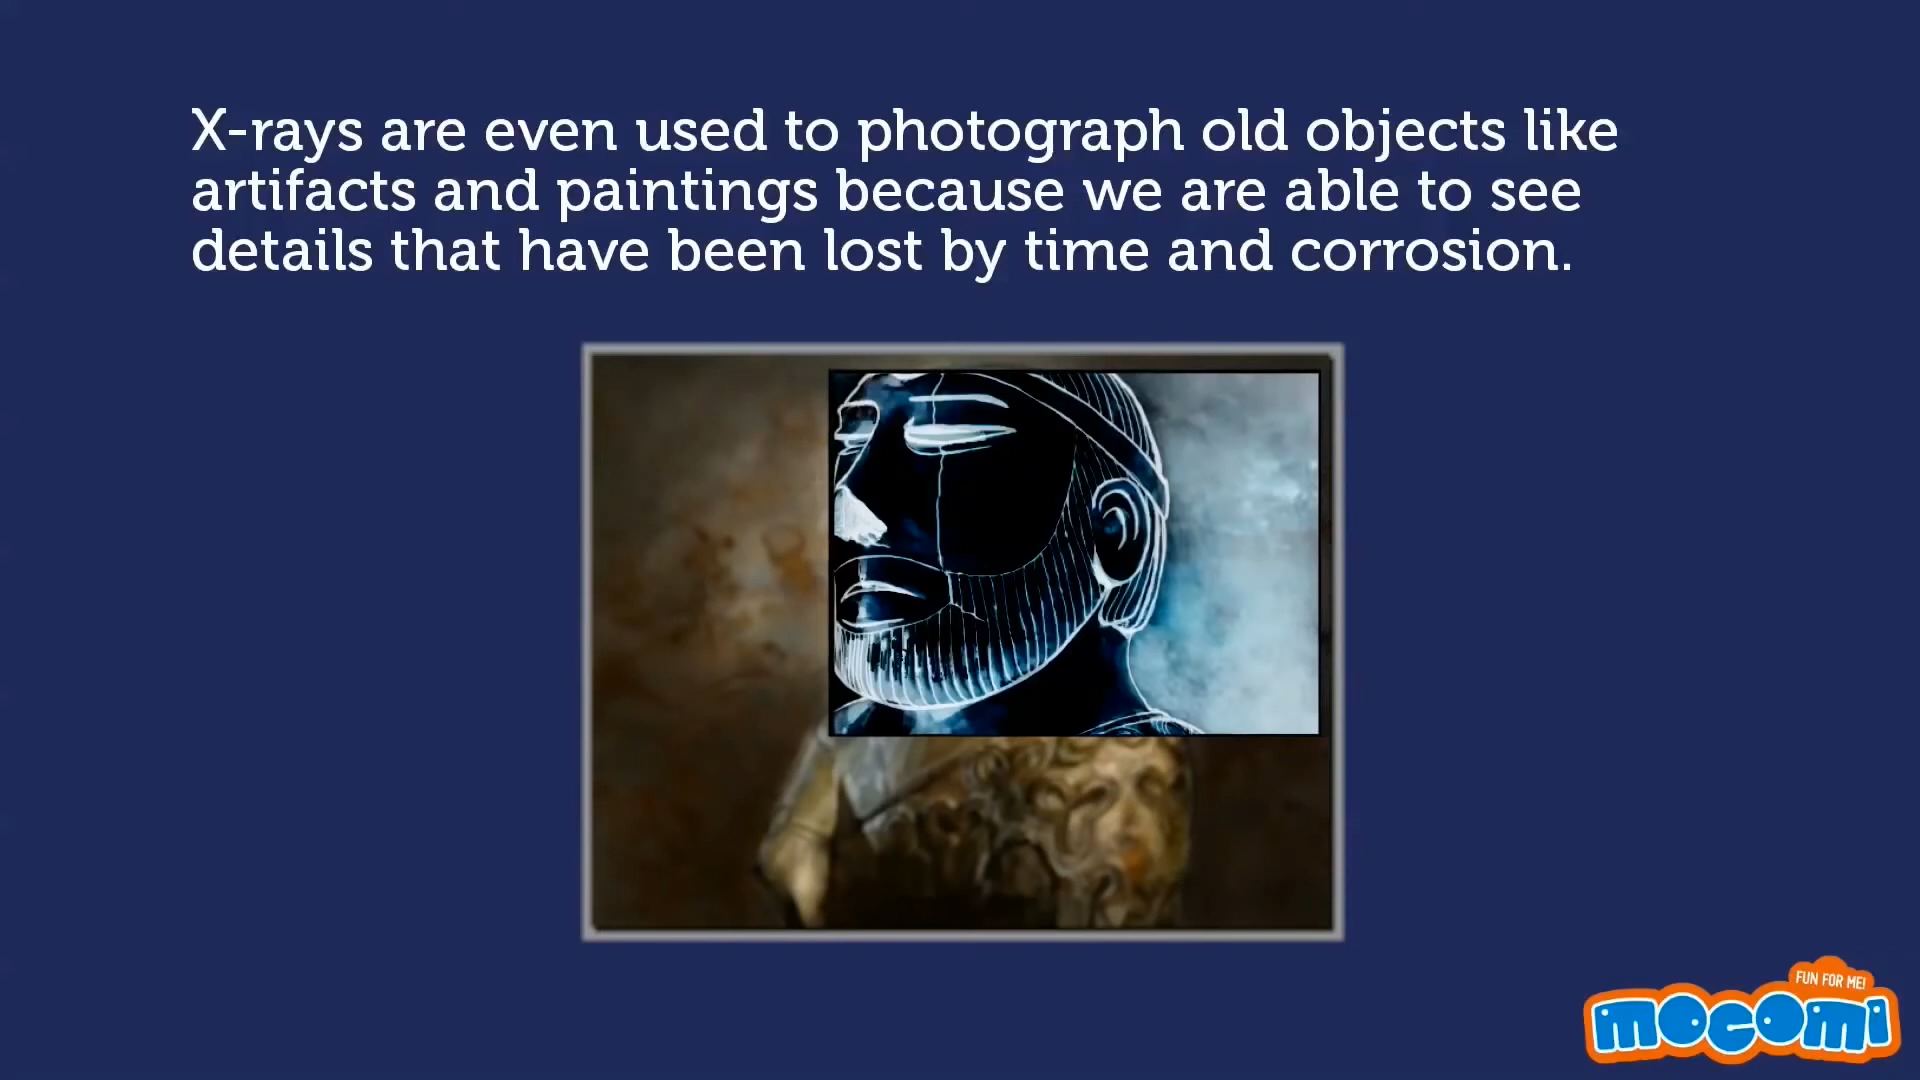 X-rays are even used to photograph old objects like
artifacts and paintings because we are able to see
details that have been lost by time and corrosion.
FUN FOR ME!
mocomi